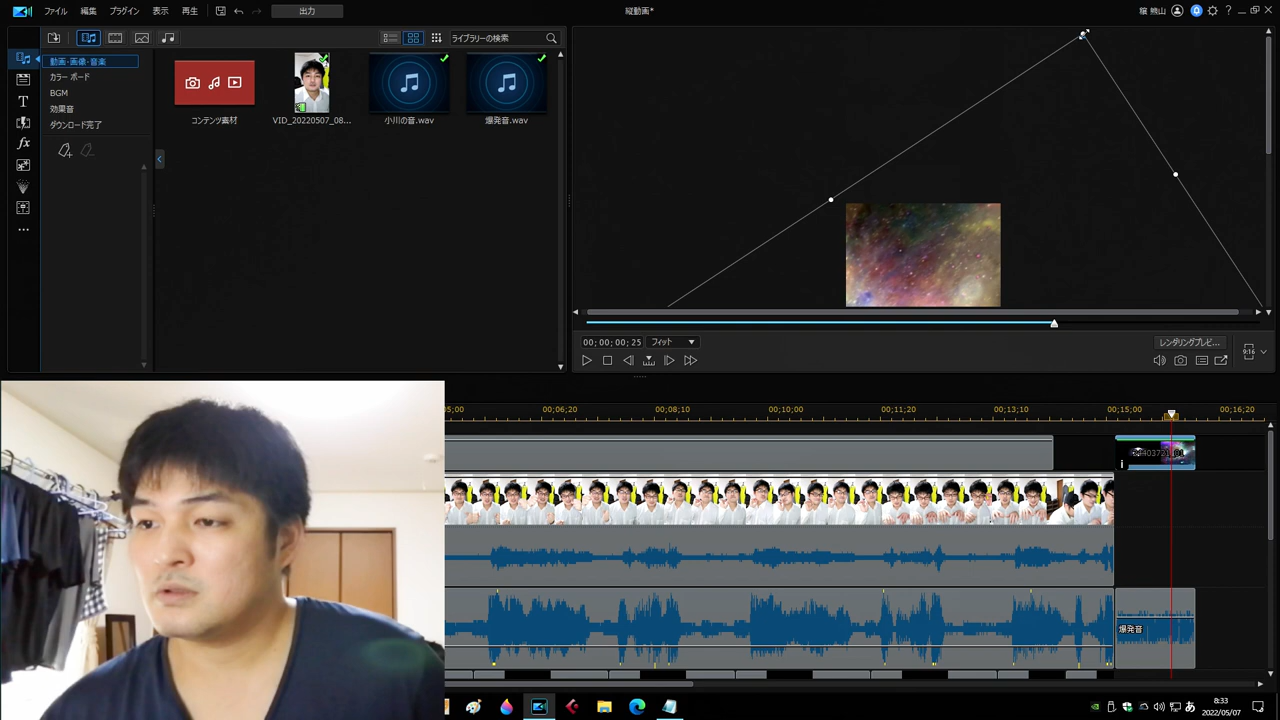 ファイル 編集 プラグイン 表示 再生 出力 縦動画* 穣 熊山
ライブラリーの検索
動画・画像・音楽
カラー ボード
BGM
効果音
ダウンロード完了
コンテンツ素材 VID_20220507_08... 小川の音.wav 爆発音.wav
00;00;00;25 フィット レンダリングプレビ...
9:16
05;00 00;06;20 00;08;10 00;10;00 00;11;20 00;13;10 00;15;00 00;16;20
爆発音
あ 8:33
2022/05/07